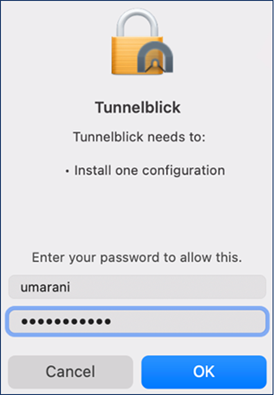 Tunnelblick
Tunnelblick needs to:
• Install one configuration
Enter your password to allow this.
umarani
•••••••••••
Cancel
OK